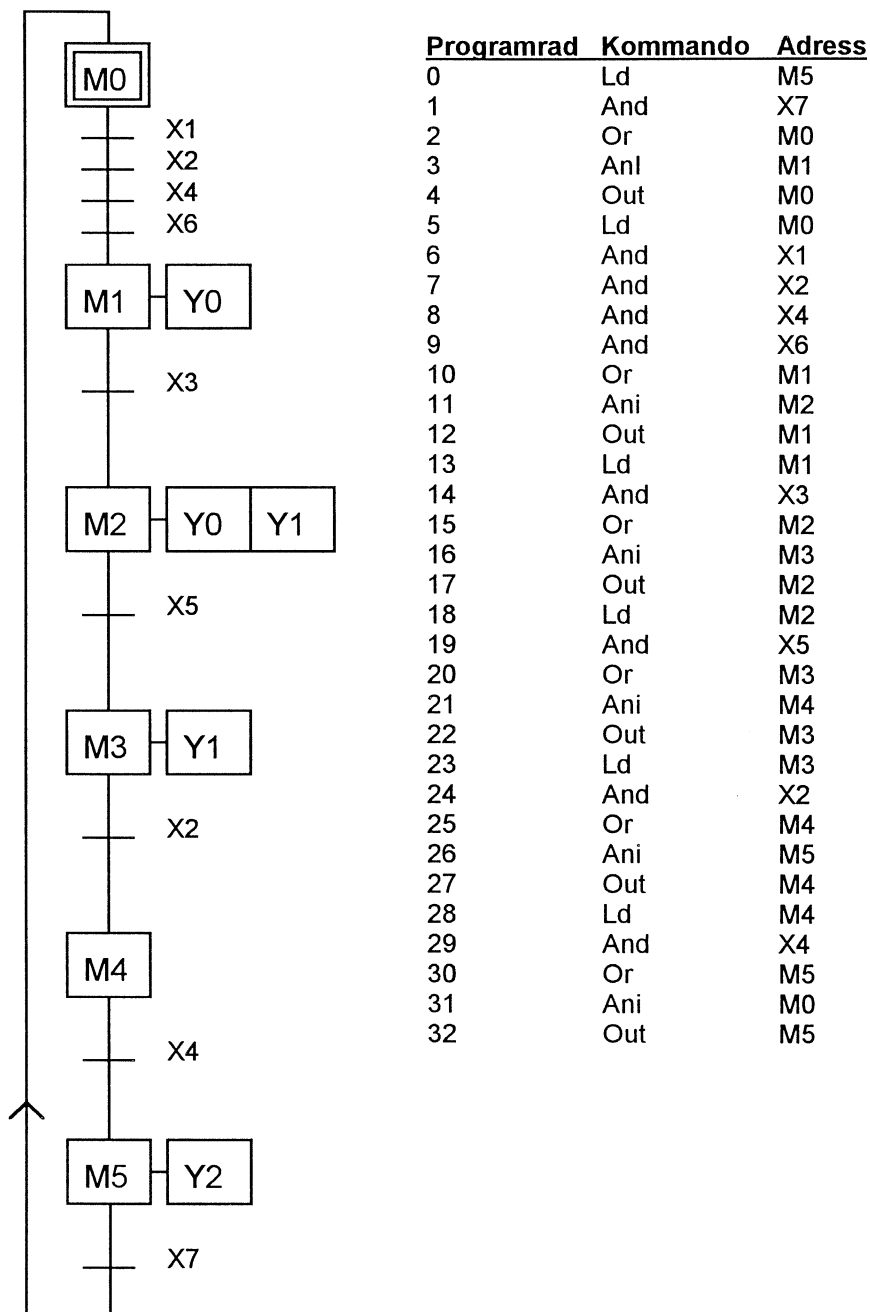 M0
X1
X2
X4
X6
M1 Y0
X3
M2 Y0 Y1
X5
M3 Y1
X2
M4
X4
M5 Y2
X7
Programrad Kommando Adress
0 Ld M5
1 And X7
2 Or M0
3 AnI M1
4 Out M0
5 Ld M0
6 And X1
7 And X2
8 And X4
9 And X6
10 Or M1
11 Ani M2
12 Out M1
13 Ld M1
14 And X3
15 Or M2
16 Ani M3
17 Out M2
18 Ld M2
19 And X5
20 Or M3
21 Ani M4
22 Out M3
23 Ld M3
24 And X2
25 Or M4
26 Ani M5
27 Out M4
28 Ld M4
29 And X4
30 Or M5
31 Ani M0
32 Out M5